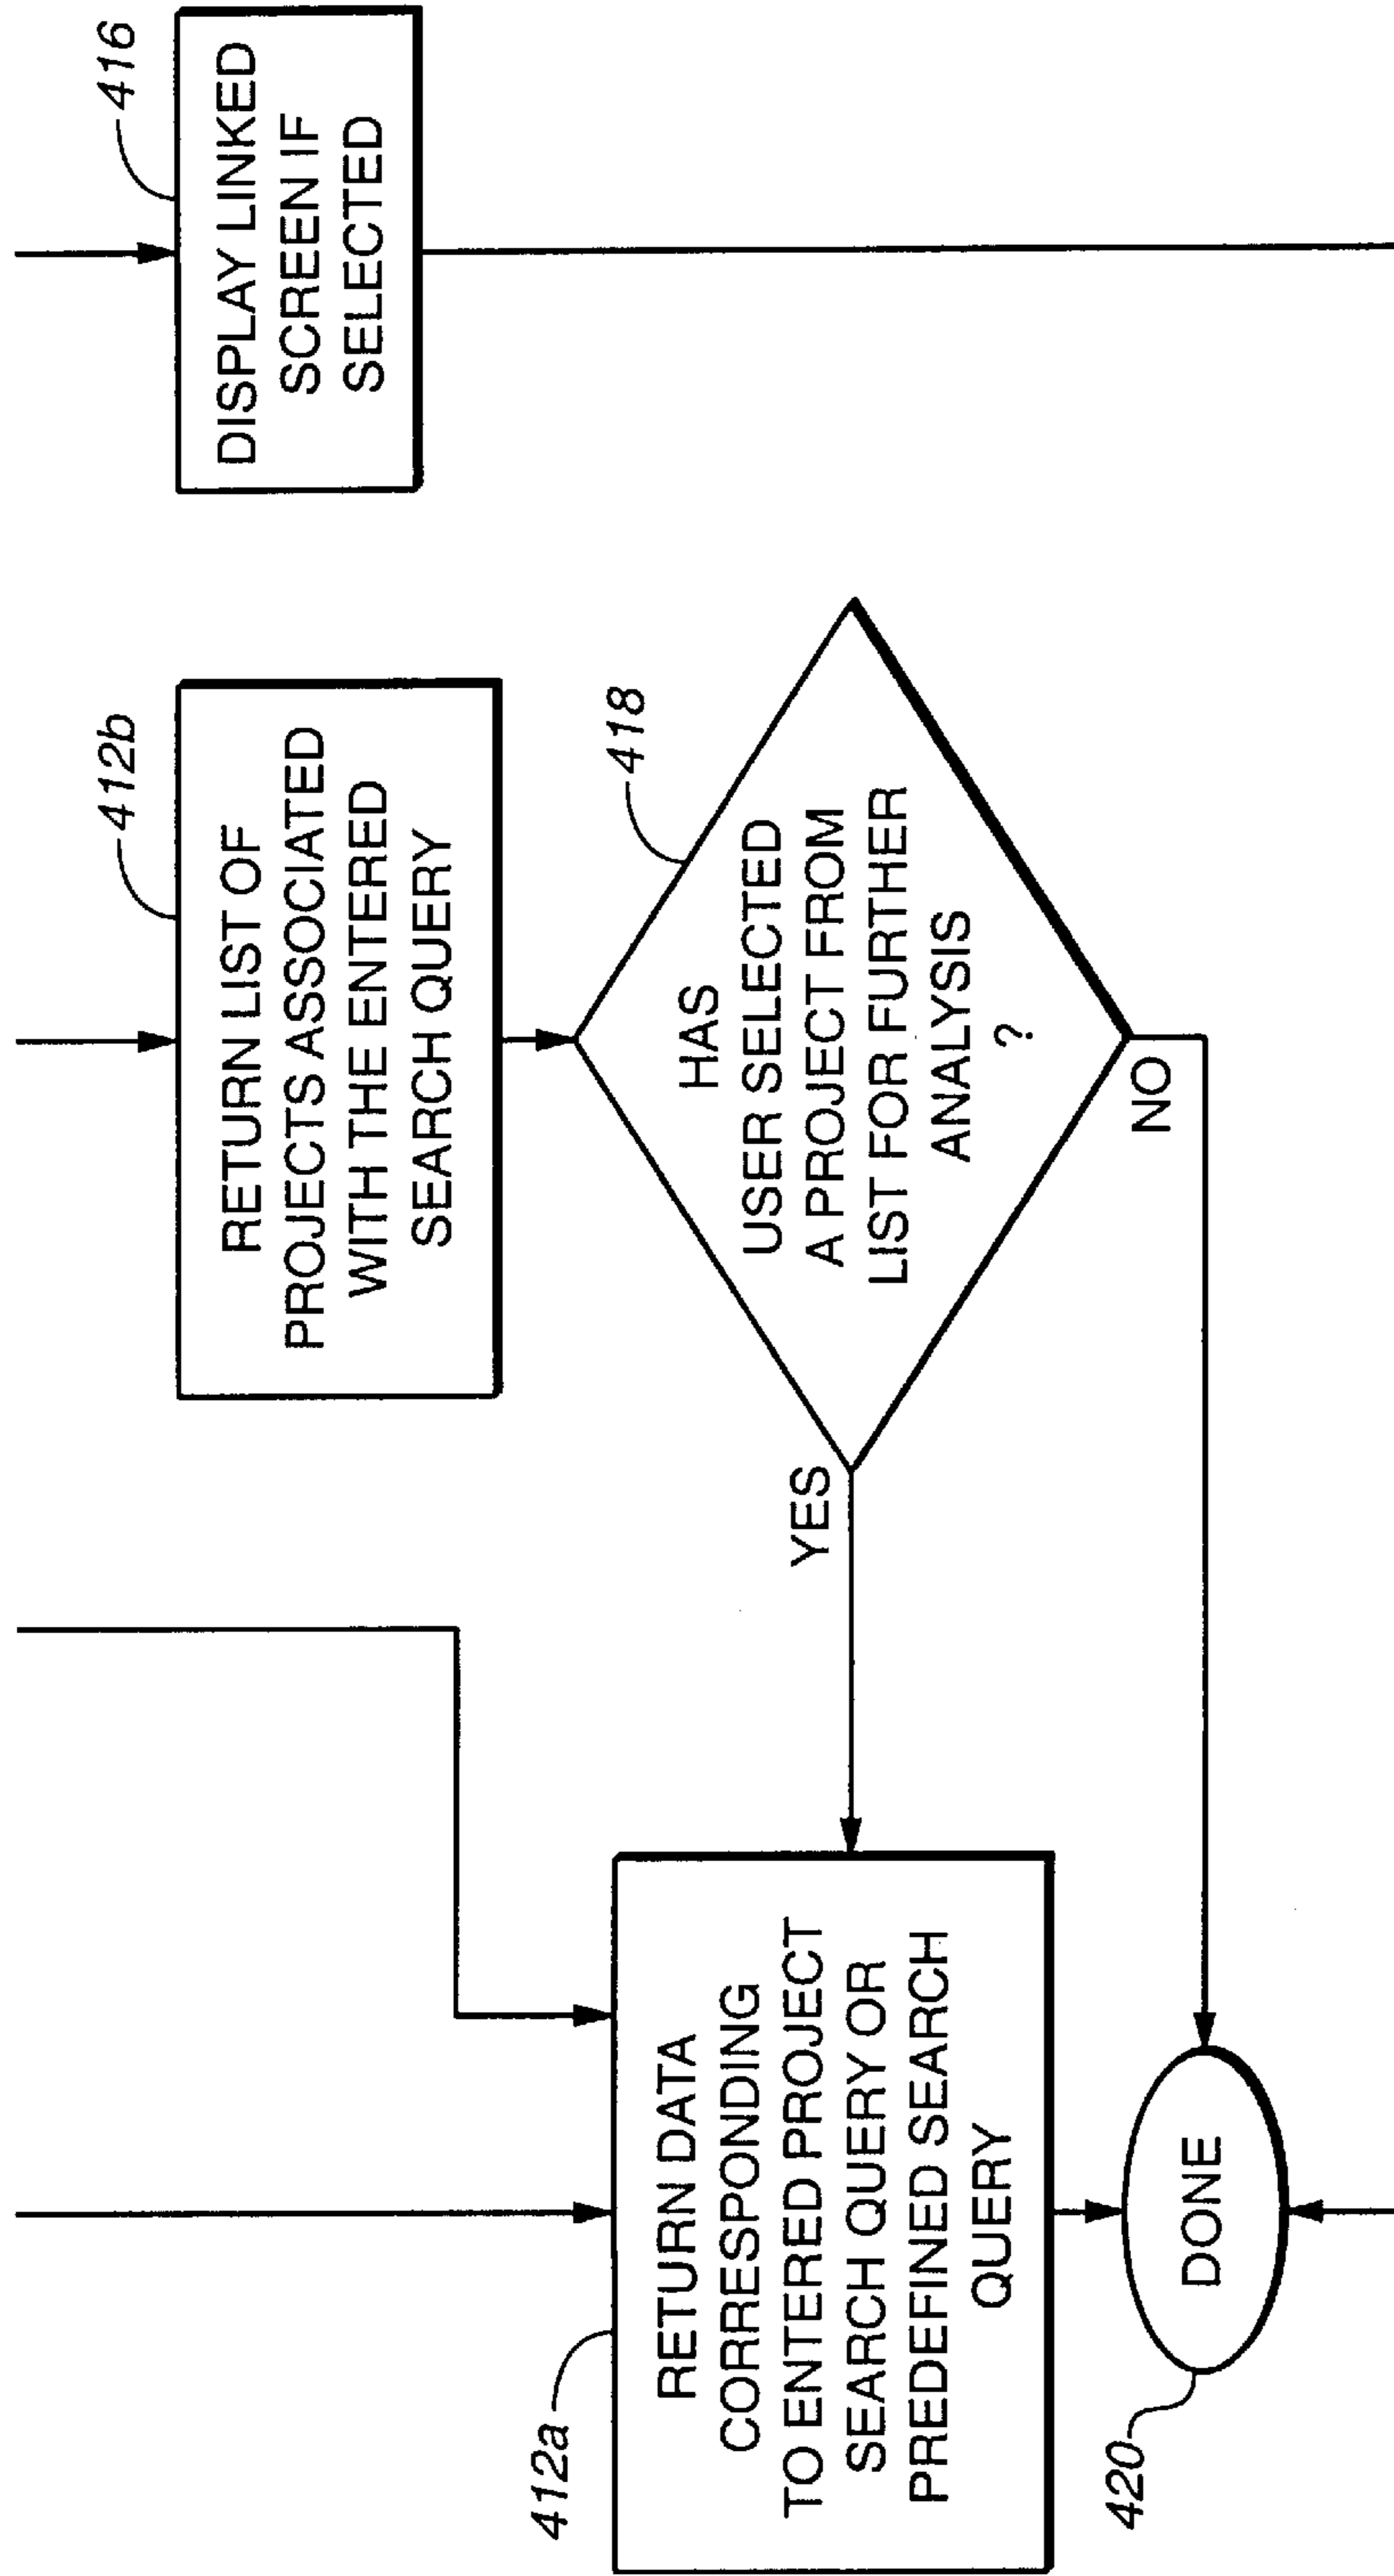 416
DISPLAY LINKED
SCREEN IF
SELECTED
412b
RETURN LIST OF
PROJECTS ASSOCIATED
WITH THE ENTERED
SEARCH QUERY
418
HAS
USER SELECTED
A PROJECT FROM
LIST FOR FURTHER
ANALYSIS
?
YES
NO
412a
RETURN DATA
CORRESPONDING
TO ENTERED PROJECT
SEARCH QUERY OR
PREDEFINED SEARCH
QUERY
DONE
420